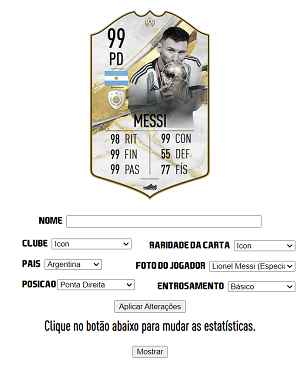 99
PD
MESSI
98 RIT 99 CON
99 FIN 55 DEF
99 PAS 77 FÍS
NOME
CLUBE Icon RARIDADE DA CARTA Icon
PAIS Argentina FOTO DO JOGADOR Lionel Messi (Especia
POSICAO Ponta Direita ENTROSAMENTO Básico
Aplicar Alterações
Clique no botão abaixo para mudar as estatísticas.
Mostrar